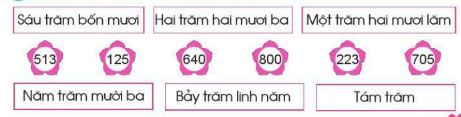 Sáu trăm bốn mươi Hai trăm hai mươi ba Một trăm hai mươi lăm
513 125 640 800 223 705
Năm trăm mười ba Bảy trăm linh năm Tám trăm